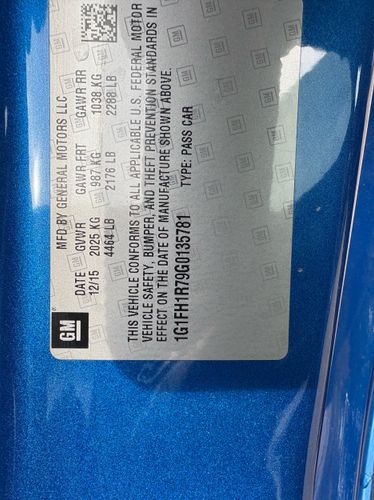 GM
MFD BY GENERAL MOTORS LLC
DATE GVWR GAWR FRT GAWR RR
12/15 2025 KG 987 KG 1038 KG
4464 LB 2176 LB 2288 LB
THIS VEHICLE CONFORMS TO ALL APPLICABLE U.S. FEDERAL MOTOR
VEHICLE SAFETY, BUMPER, AND THEFT PREVENTION STANDARDS IN
EFFECT ON THE DATE OF MANUFACTURE SHOWN ABOVE.
1G1FH1R79G0135781 TYPE: PASS CAR